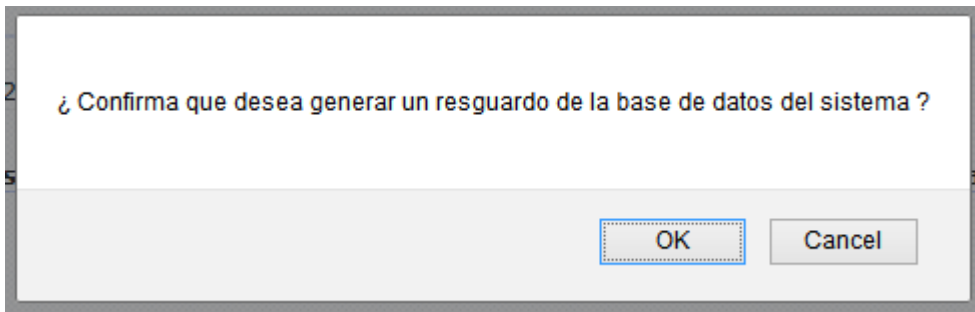 ¿ Confirma que desea generar un resguardo de la base de datos del sistema ?
OK
Cancel